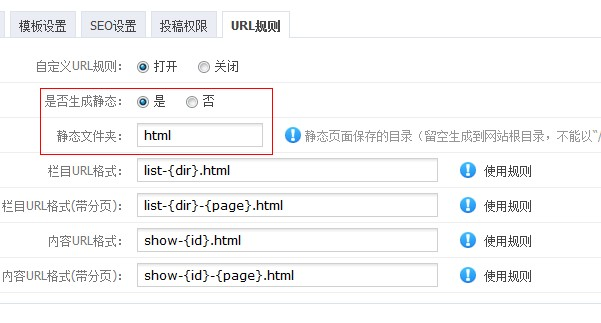 模板设置 SEO设置 投稿权限 URL规则
自定义URL规则： 打开 关闭
是否生成静态： 是 否
静态文件夹： html 静态页面保存的目录（留空生成到网站根目录，不能以“/
栏目URL格式： list-{dir}.html 使用规则
栏目URL格式(带分页)： list-{dir}-{page}.html 使用规则
内容URL格式： show-{id}.html 使用规则
内容URL格式(带分页)： show-{id}-{page}.html 使用规则